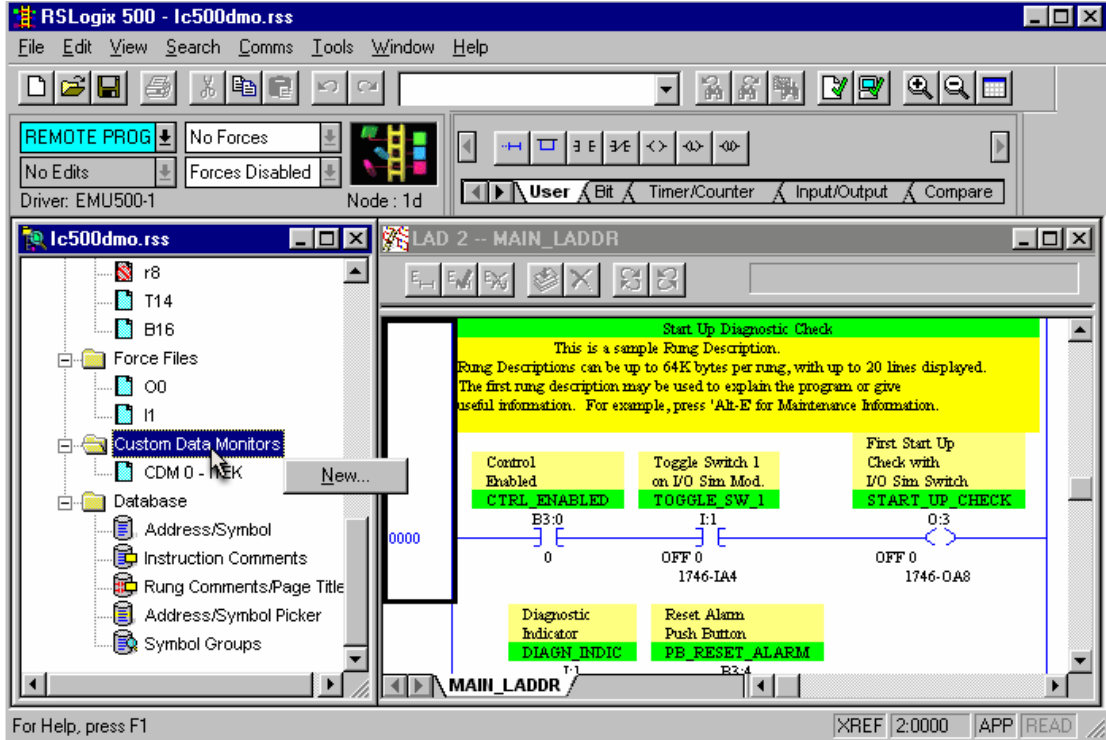 RSLogix 500 - lc500dmo.rss
File Edit View Search Comms Tools Window Help
REMOTE PROG No Forces
No Edits Forces Disabled
Driver: EMU500-1 Node : 1d
User Bit Timer/Counter Input/Output Compare
lc500dmo.rss
r8
T14
B16
Force Files
O0
I1
Custom Data Monitors
CDM 0 -
New...
Database
Address/Symbol
Instruction Comments
Rung Comments/Page Title
Address/Symbol Picker
Symbol Groups
LAD 2 -- MAIN_LADDR
Start Up Diagnostic Check
This is a sample Rung Description.
Rung Descriptions can be up to 64K bytes per rung, with up to 20 lines displayed.
The first rung description may be used to explain the program or give
useful information. For example, press 'Alt-E' for Maintenance Information.
Control
Enabled
CTRL_ENABLED
B3:0
0
Toggle Switch 1
on I/O Sim Mod.
TOGGLE_SW_1
I:1
OFF 0
1746-IA4
First Start Up
Check with
I/O Sim Switch
START_UP_CHECK
O:3
OFF 0
1746-OA8
0000
Diagnostic
Indicator
DIAGN_INDIC
I:1
Reset Alarm
Push Button
PB_RESET_ALARM
B3:4
MAIN_LADDR
For Help, press F1 XREF 2:0000 APP READ